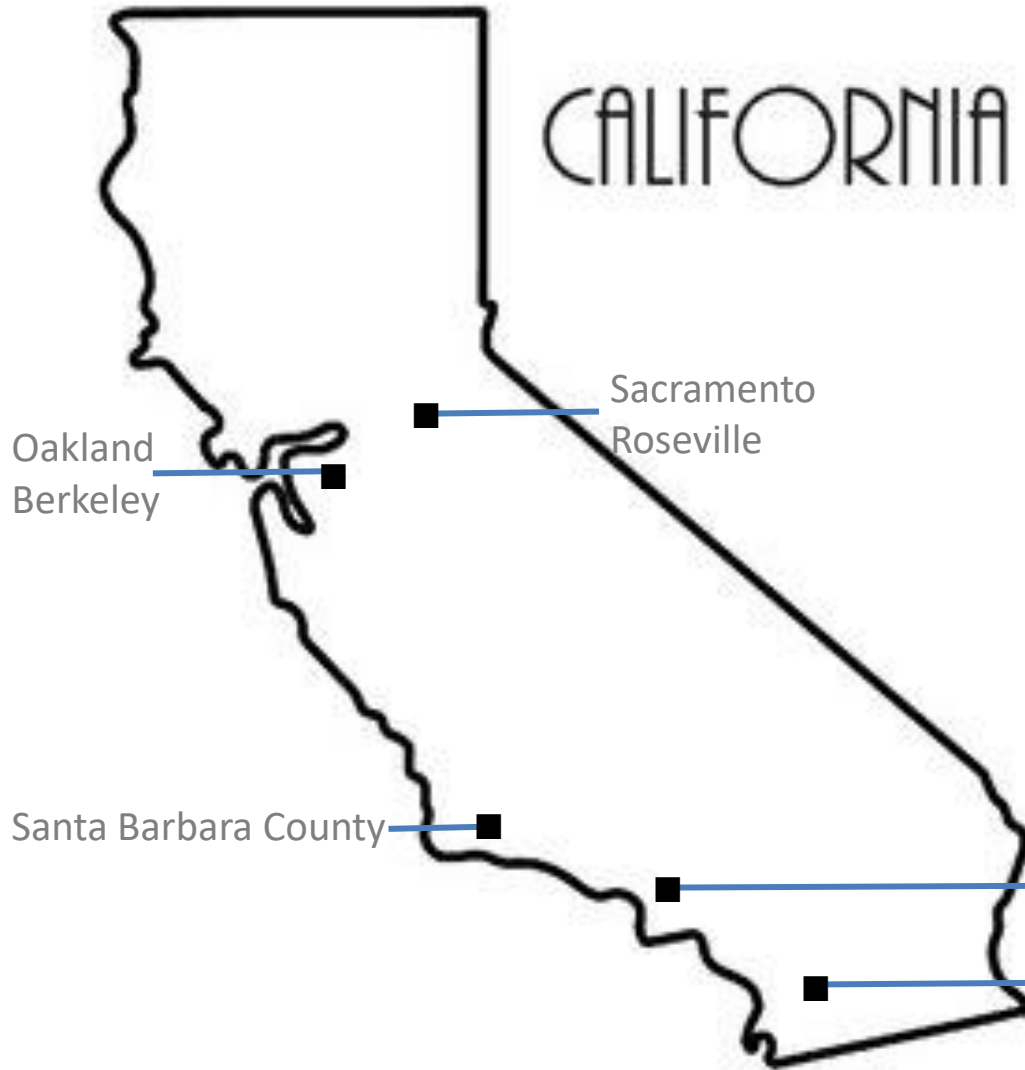 CALIFORNIA
Sacramento
Roseville
Oakland
Berkeley
Santa Barbara County